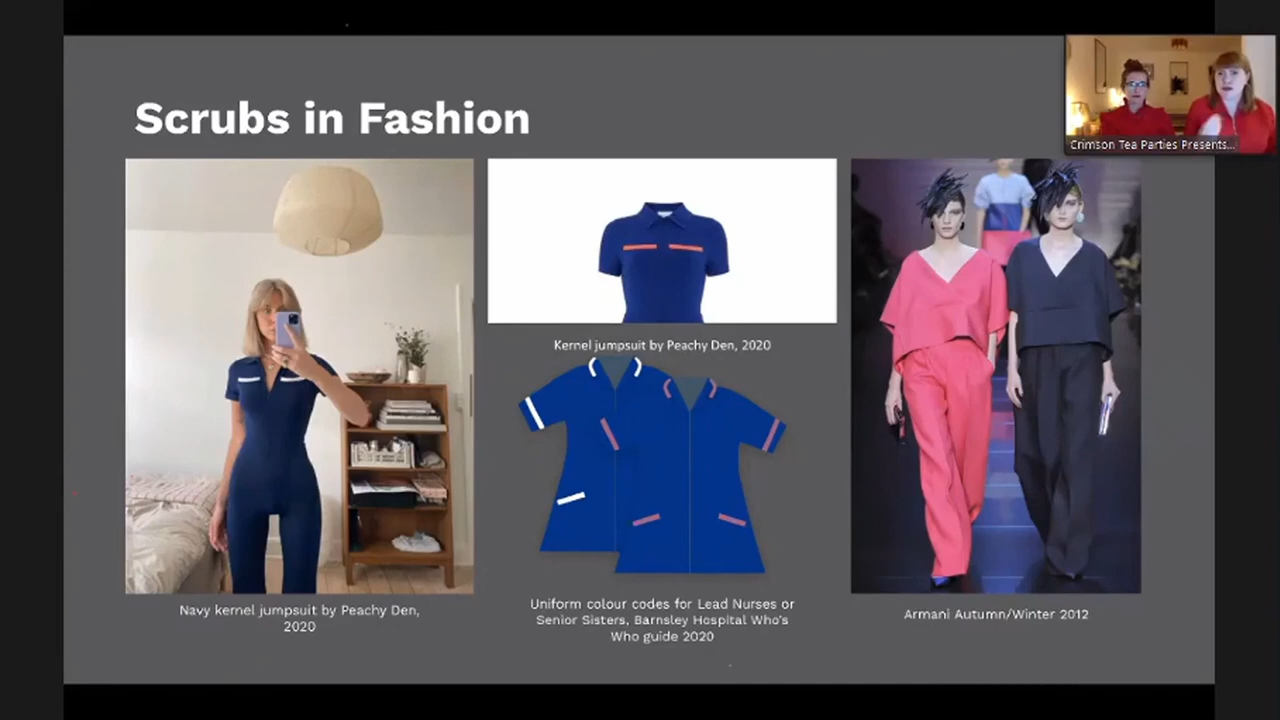 Scrubs in Fashion
Crimson Tea Parties Presents...
Kernel jumpsuit by Peachy Den, 2020
Navy kernel jumpsuit by Peachy Den,
2020
Uniform colour codes for Lead Nurses or
Senior Sisters, Barnsley Hospital Who's
Who guide 2020
Armani Autumn/Winter 2012